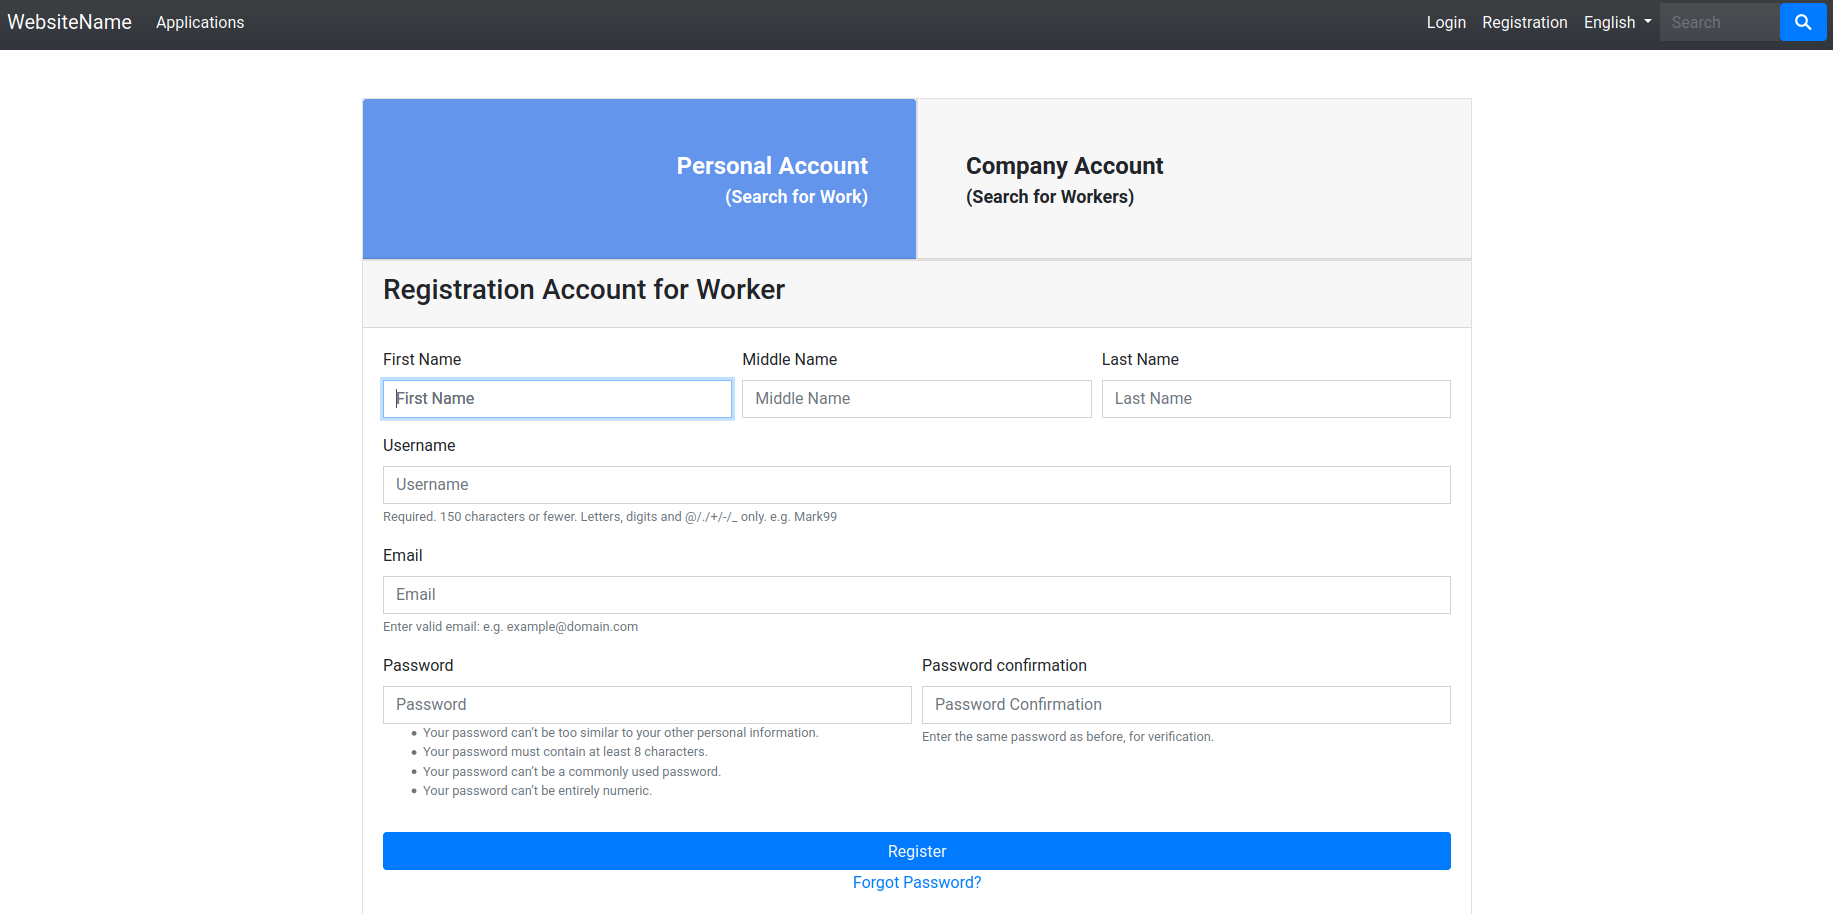 WebsiteName Applications Login Registration English Search
Personal Account
(Search for Work)
Company Account
(Search for Workers)
Registration Account for Worker
First Name Middle Name Last Name
First Name Middle Name Last Name
Username
Username
Required. 150 characters or fewer. Letters, digits and @/./+/-/_ only. e.g. Mark99
Email
Email
Enter valid email: e.g. example@domain.com
Password Password confirmation
Password Password Confirmation
Your password can't be too similar to your other personal information.
Enter the same password as before, for verification.
Your password must contain at least 8 characters.
Your password can't be a commonly used password.
Your password can't be entirely numeric.
Register
Forgot Password?